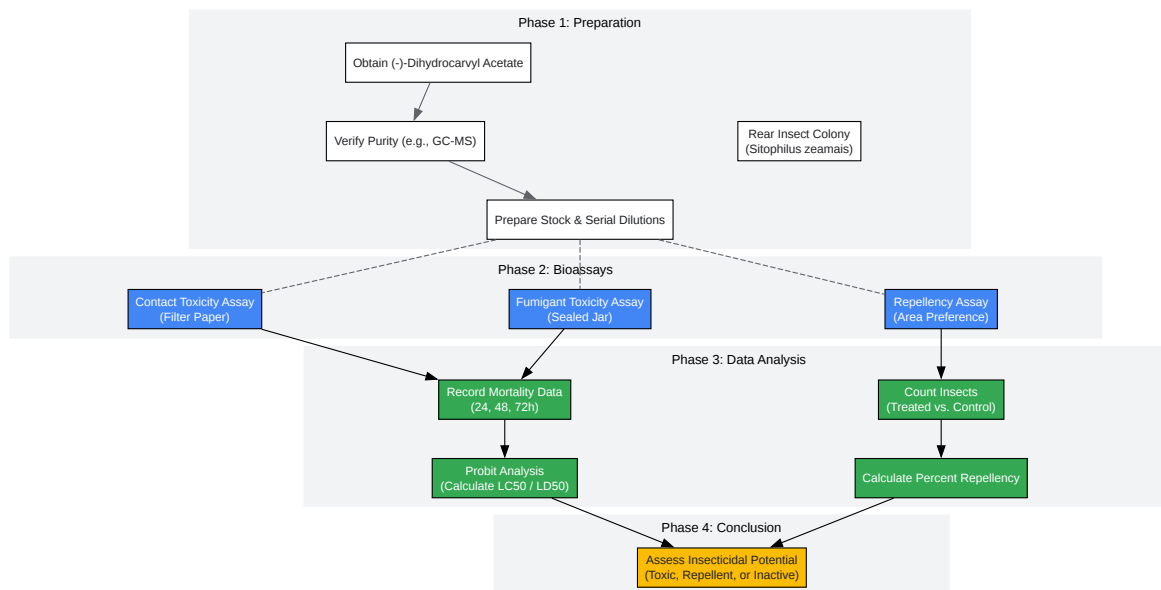 Phase 1: Preparation
Obtain (-)-Dihydrocarvyl Acetate
Verify Purity (e.g., GC-MS)
Rear Insect Colony
(Sitophilus zeamais)
Prepare Stock & Serial Dilutions
Phase 2: Bioassays
Contact Toxicity Assay
(Filter Paper)
Fumigant Toxicity Assay
(Sealed Jar)
Repellency Assay
(Area Preference)
Phase 3: Data Analysis
Record Mortality Data
(24, 48, 72h)
Count Insects
(Treated vs. Control)
Probit Analysis
(Calculate LC50 / LD50)
Calculate Percent Repellency
Phase 4: Conclusion
Assess Insecticidal Potential
(Toxic, Repellent, or Inactive)